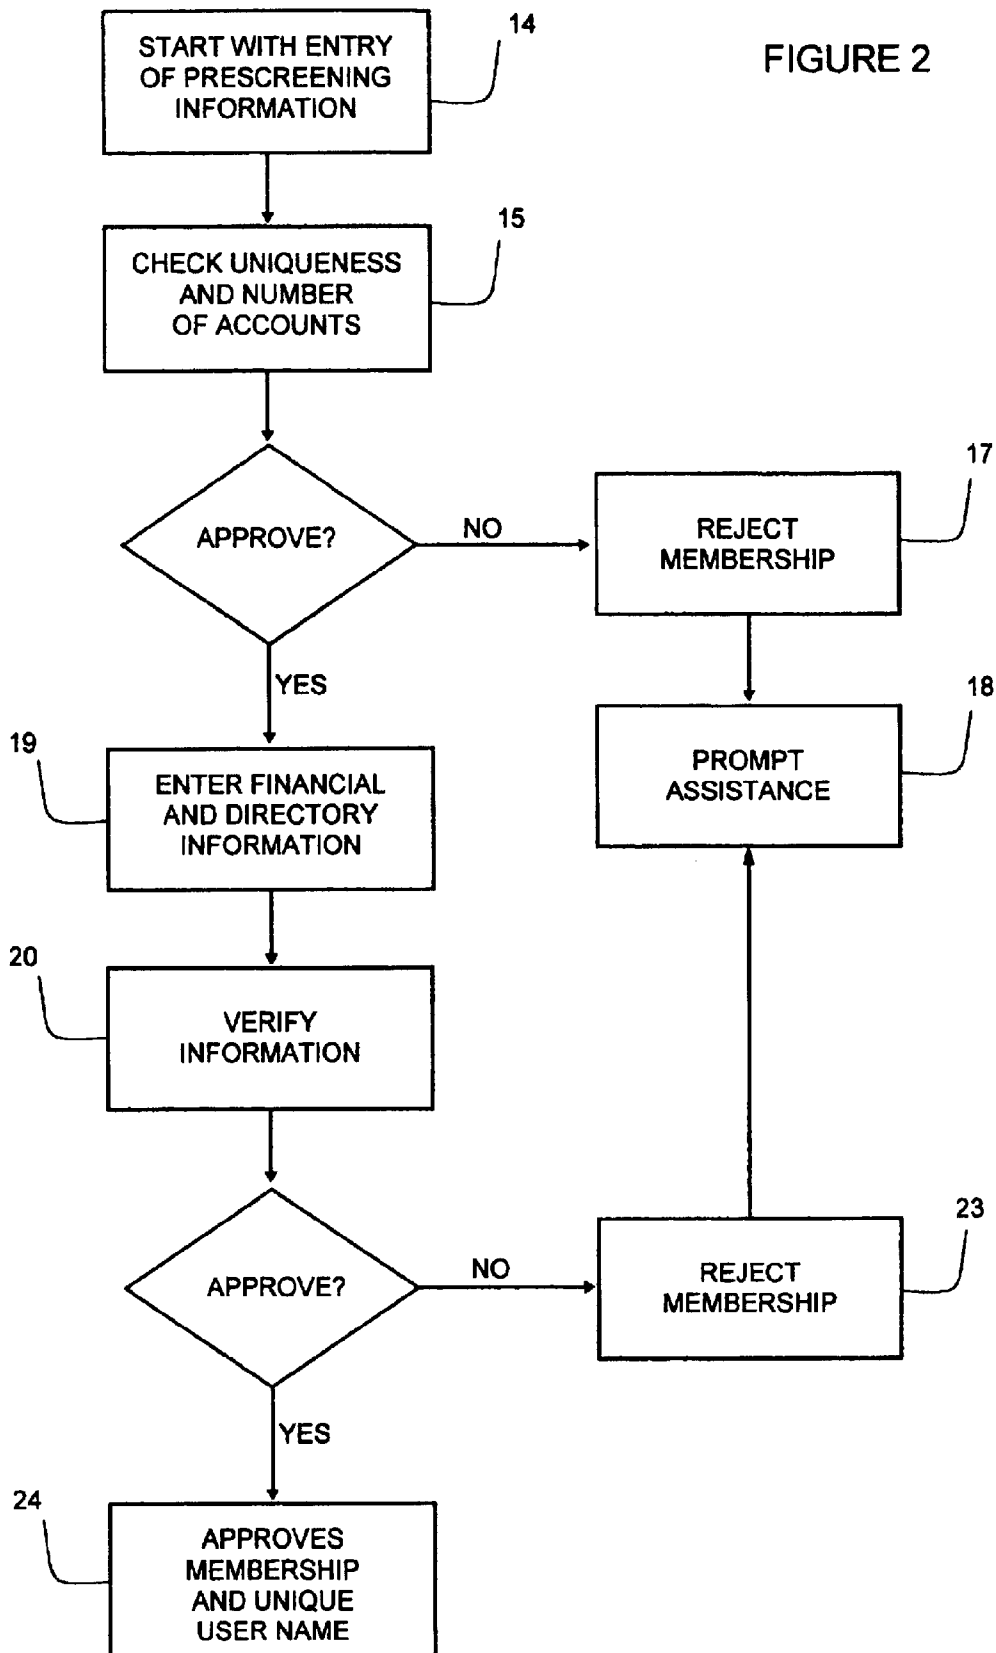 FIGURE 2
14
START WITH ENTRY
OF PRESCREENING
INFORMATION
15
CHECK UNIQUENESS
AND NUMBER
OF ACCOUNTS
APPROVE?
NO
17
REJECT
MEMBERSHIP
YES
18
PROMPT
ASSISTANCE
19
ENTER FINANCIAL
AND DIRECTORY
INFORMATION
20
VERIFY
INFORMATION
APPROVE?
NO
23
REJECT
MEMBERSHIP
YES
24
APPROVES
MEMBERSHIP
AND UNIQUE
USER NAME